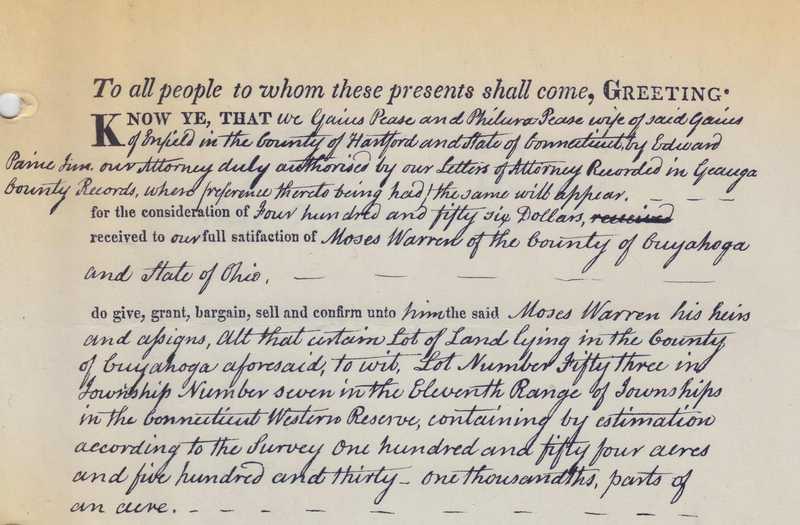 To all people to whom these presents shall come, GREETING.
KNOW YE, THAT we Gaius Pease and Philura Pease wife of said Gaius
of Enfield in the County of Hartford and State of Connecticut, by Edward
Paine Jun. our Attorney duly authorised by our Letters of Attorney Recorded in Geauga
County Records, where (reference thereto being had) the same will appear. — — —
for the consideration of Four hundred and fifty six Dollars, received
received to our full satifaction of Moses Warren of the County of Cuyahoga
and State of Ohio. — — — — —
do give, grant, bargain, sell and confirm unto him the said Moses Warren his heirs
and assigns, All that certain Lot of Land lying in the County
of Cuyahoga aforesaid; to wit, Lot Number Fifty three in
Township Number seven in the Eleventh Range of Townships
in the Connecticut Western Reserve, containing by estimation
according to the Survey One hundred and fifty four acres
and five hundred and thirty-one thousandths, parts of
an acre. — — — — — — — — —